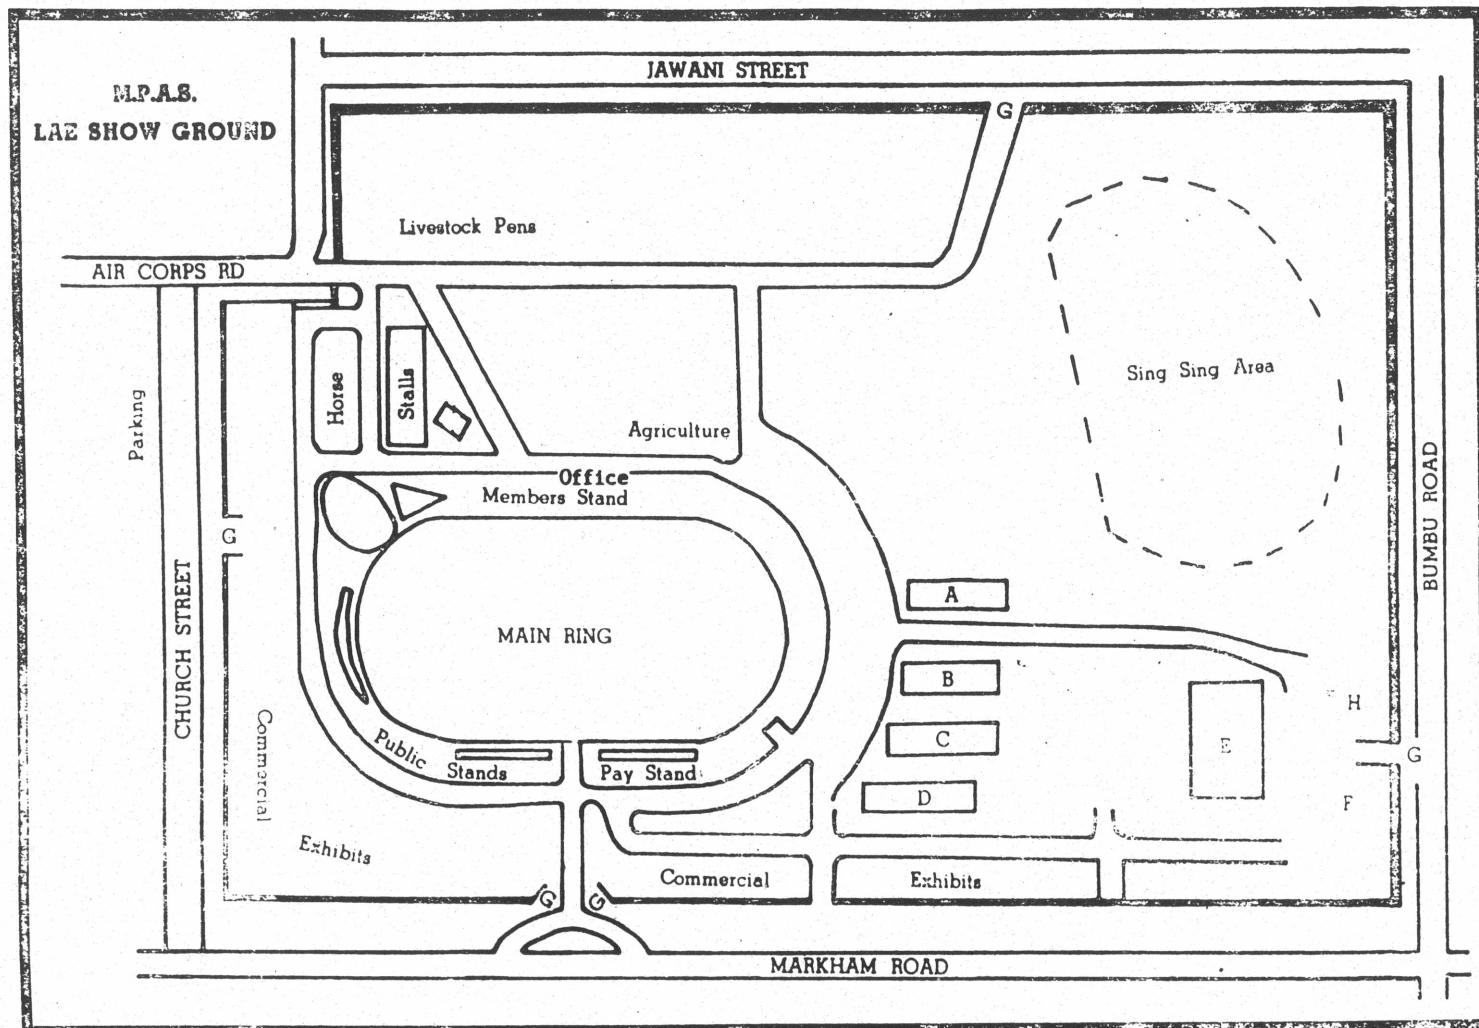 M.P.A.S.
LAE SHOW GROUND
JAWANI STREET
G
Livestock Pens
AIR CORPS RD
Parking
Horse
Stalls
Agriculture
Sing Sing Area
Office
Members Stand
G
CHURCH STREET
BUMBU ROAD
A
MAIN RING
B
H
Commercial
Public
C
E
G
Stands
Pay Stand
D
F
Exhibits
Commercial
Exhibits
G
G
MARKHAM ROAD